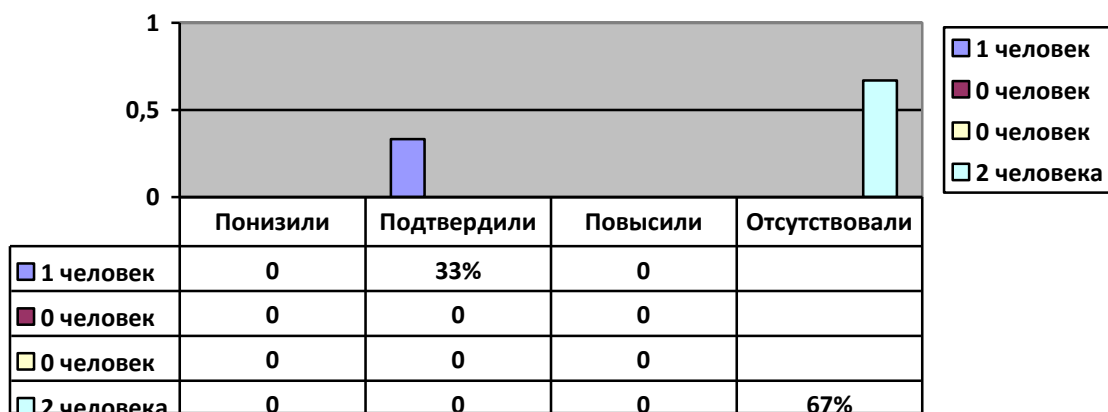 1
0,5
0
1 человек
0 человек
0 человек
2 человека
Понизили Подтвердили Повысили Отсутствовали
1 человек 0 33% 0
0 человек 0 0 0
0 человек 0 0 0
2 человека 0 0 0 67%